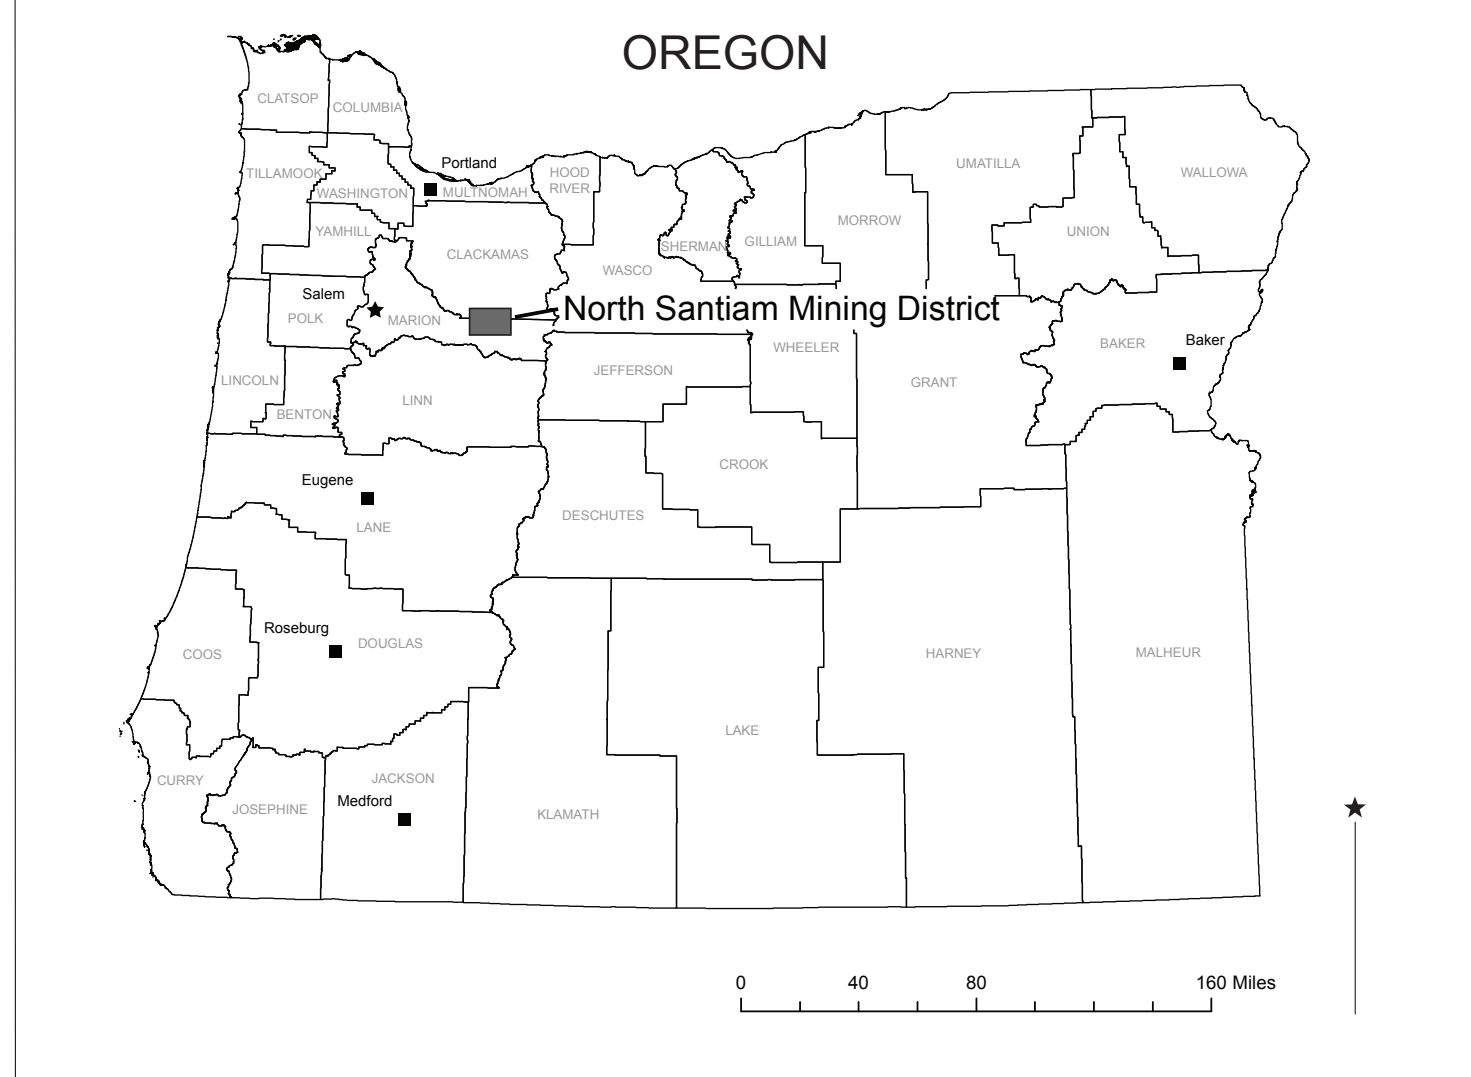 OREGON
CLATSOP
COLUMBIA
Portland
TILLAMOOK
WASHINGTON
MULTNOMAH
HOOD
RIVER
UMATILLA
WALLOWA
YAMHILL
CLACKAMAS
WASCO
SHERMAN
GILLIAM
MORROW
UNION
Salem
POLK
MARION
North Santiam Mining District
LINCOLN
BENTON
LINN
JEFFERSON
WHEELER
GRANT
BAKER
Baker
Eugene
LANE
DESCHUTES
CROOK
Roseburg
DOUGLAS
COOS
HARNEY
MALHEUR
LAKE
CURRY
JOSEPHINE
JACKSON
Medford
KLAMATH
0 40 80 160 Miles